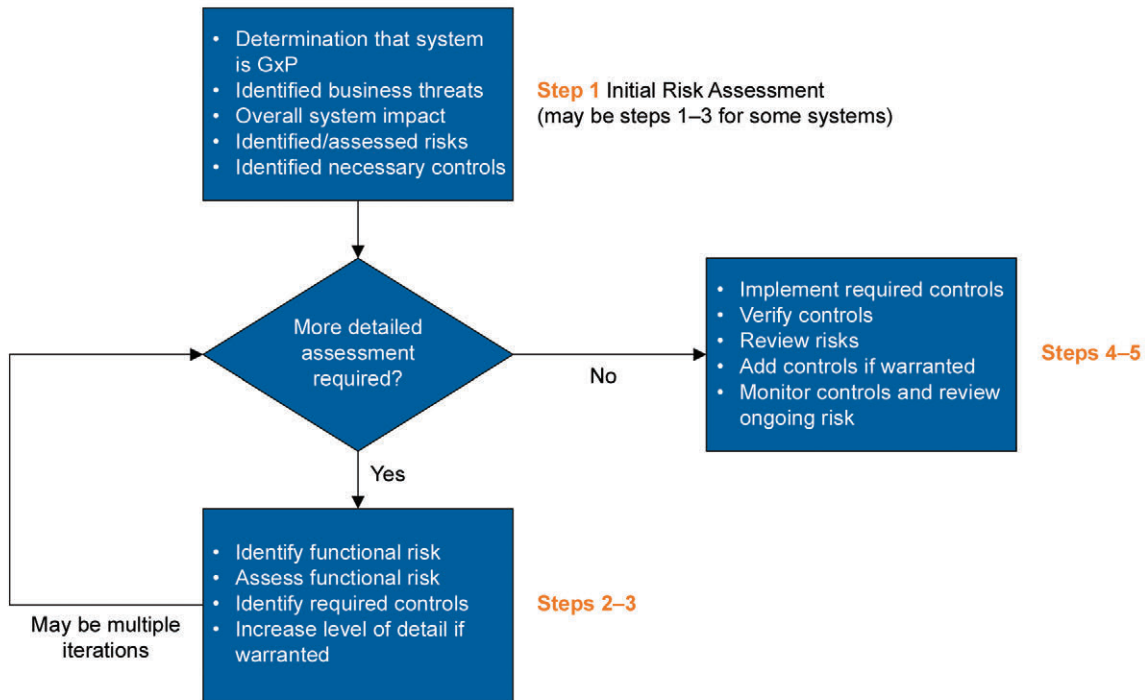 • Determination that system
is GxP
• Identified business threats
• Overall system impact
• Identified/assessed risks
• Identified necessary controls
Step 1 Initial Risk Assessment
(may be steps 1–3 for some systems)
More detailed
assessment
required?
No
• Implement required controls
• Verify controls
• Review risks
• Add controls if warranted
• Monitor controls and review
ongoing risk
Steps 4–5
Yes
• Identify functional risk
• Assess functional risk
• Identify required controls
• Increase level of detail if
warranted
Steps 2–3
May be multiple
iterations